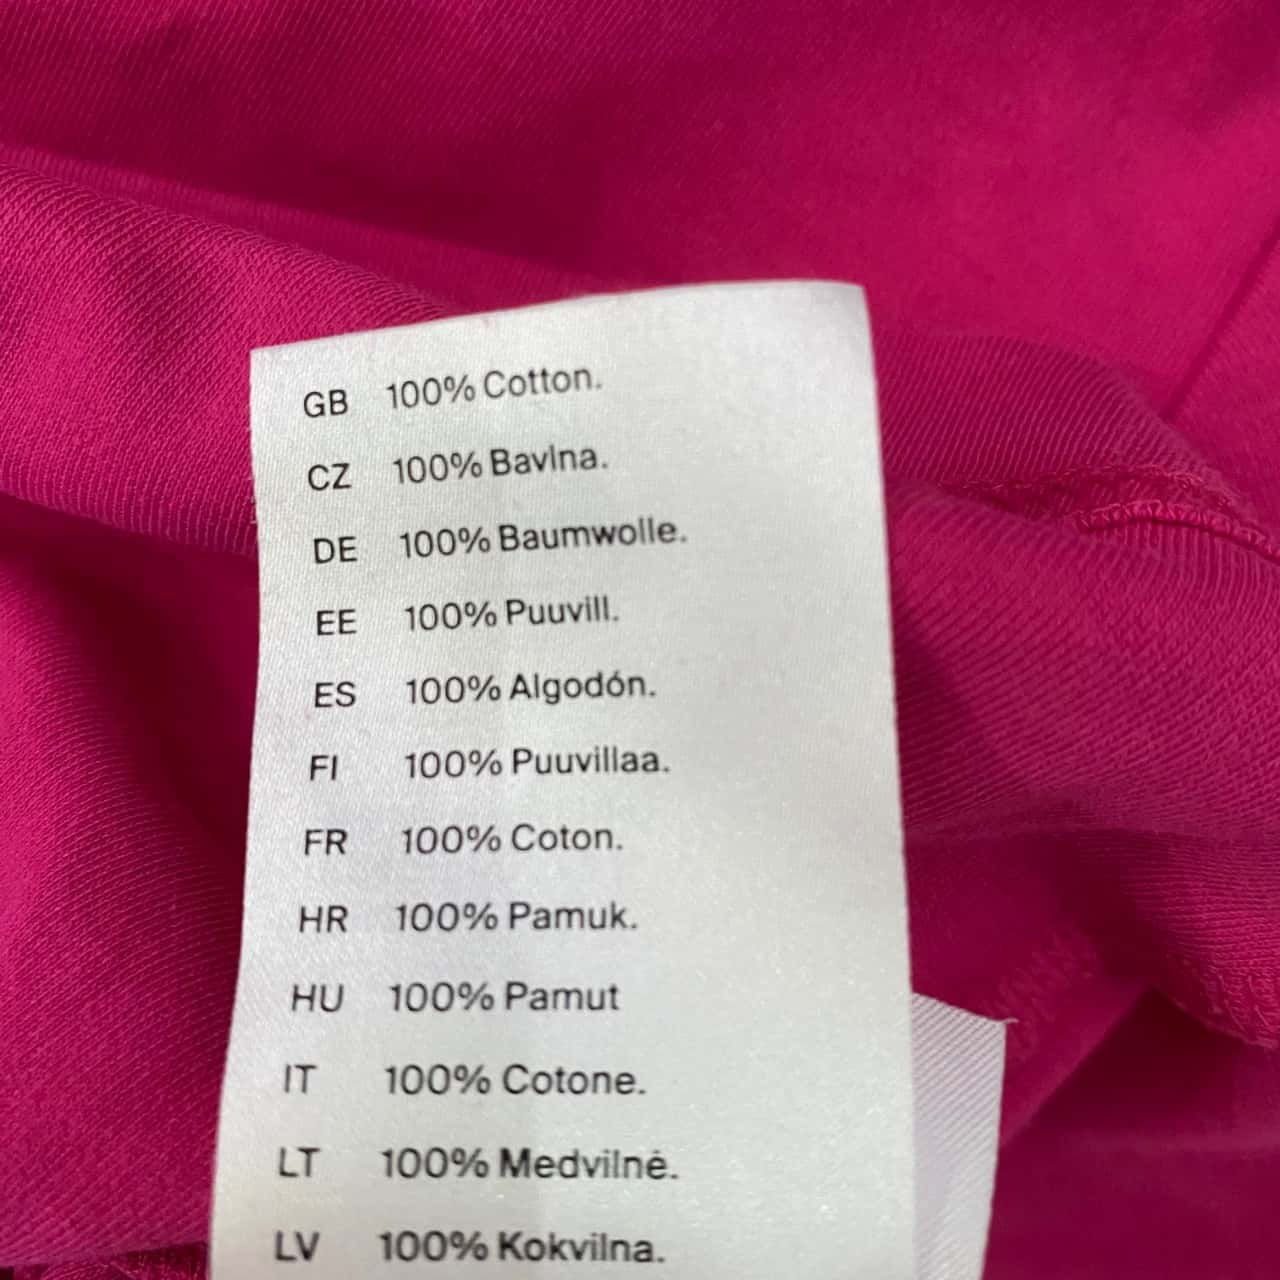 GB 100% Cotton.
CZ 100% Bavlna.
DE 100% Baumwolle.
EE 100% Puuvill.
ES 100% Algodón.
FI 100% Puuvillaa.
FR 100% Coton.
HR 100% Pamuk.
HU 100% Pamut
IT 100% Cotone.
LT 100% Medvilnė.
LV 100% Kokvilna.